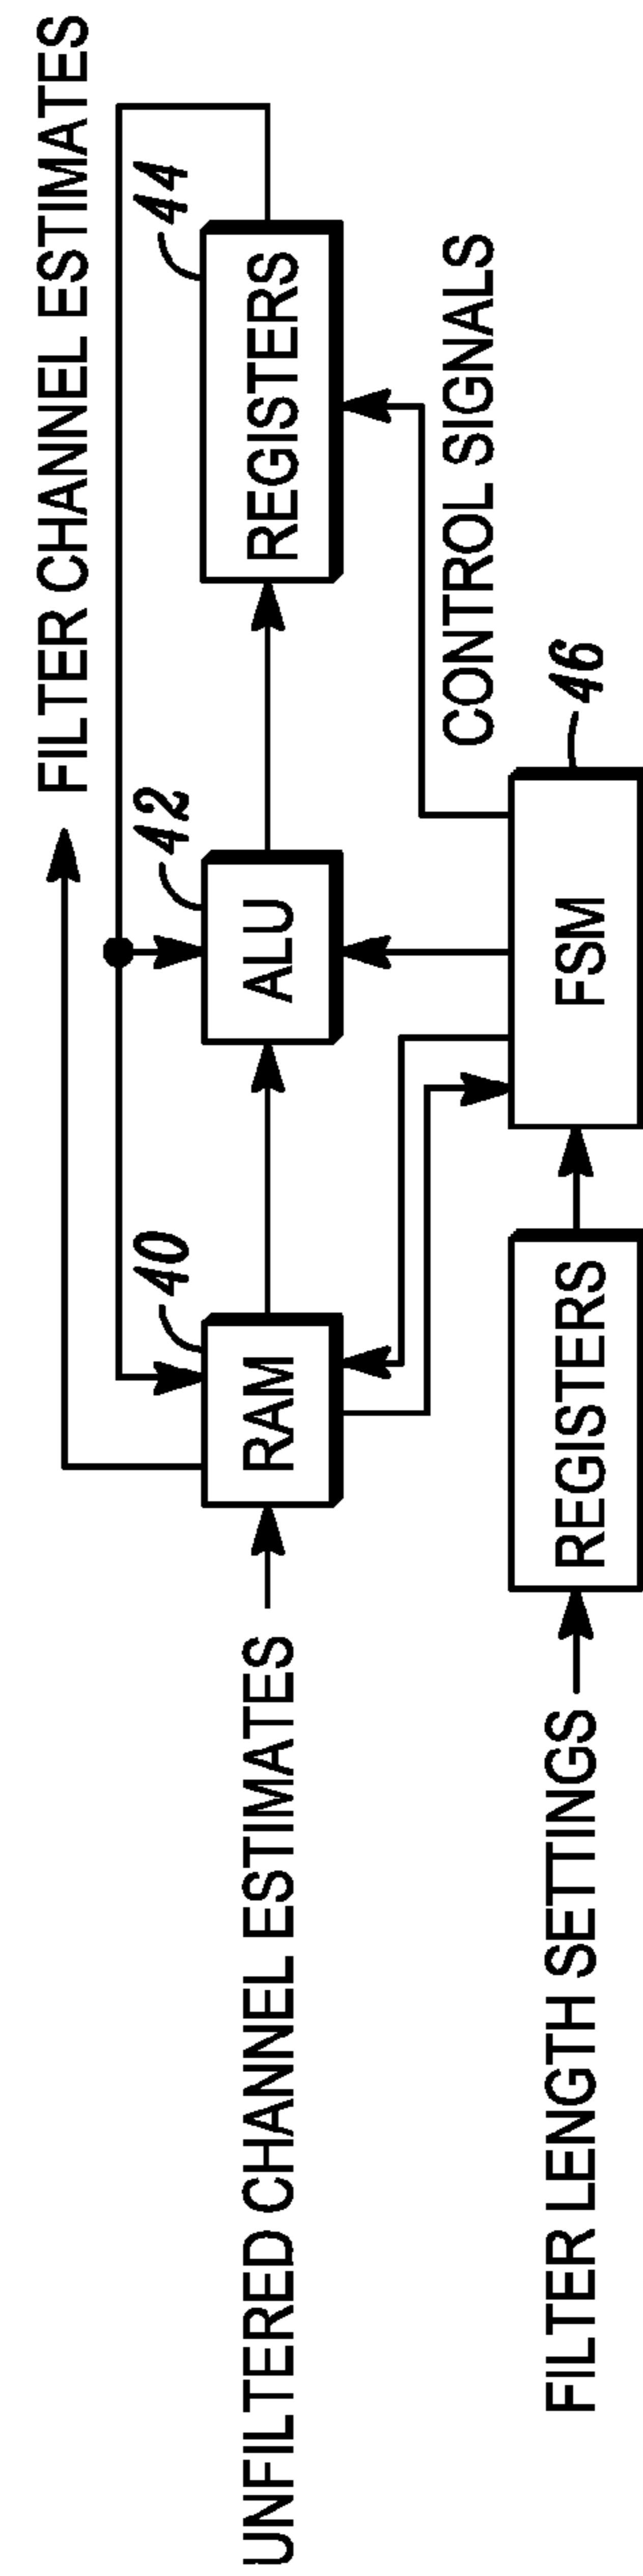 FILTER CHANNEL ESTIMATES
40
42
44
UNFILTERED CHANNEL ESTIMATES
RAM
ALU
REGISTERS
CONTROL SIGNALS
46
FILTER LENGTH SETTINGS
REGISTERS
FSM